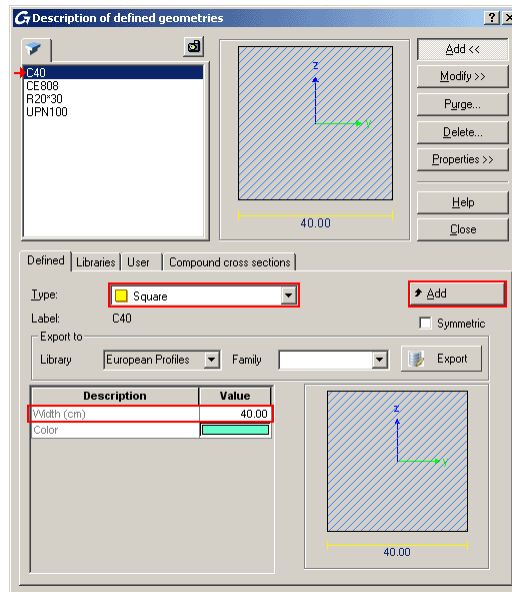 Description of defined geometries
C40
CE808
R20*30
UPN100
z
y
40.00
Add <<
Modify >>
Purge...
Delete...
Properties >>
Help
Close
Defined Libraries User Compound cross sections
Type: Square
Add
Label: C40
Symmetric
Export to
Library European Profiles Family Export
Description Value
Width (cm) 40.00
Color
z
y
40.00